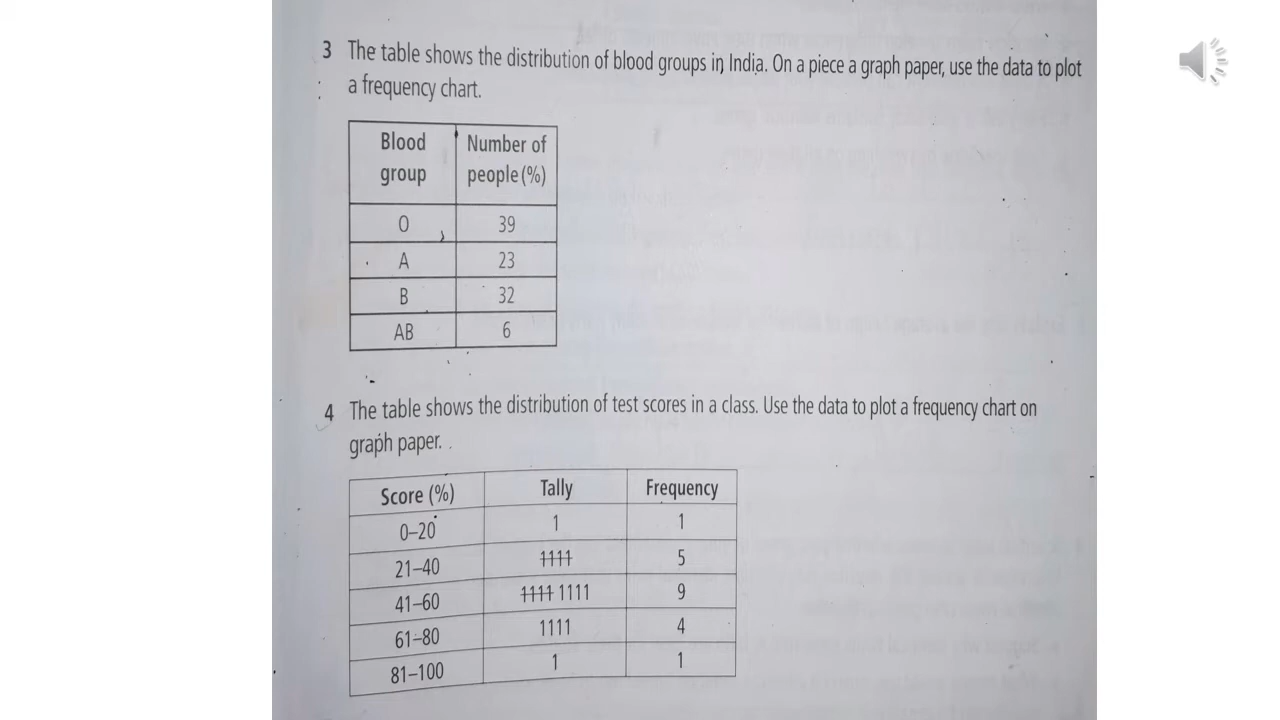 3 The table shows the distribution of blood groups in India. On a piece a graph paper, use the data to plot
a frequency chart.
Blood group Number of people (%)
O 39
A 23
B 32
AB 6
4 The table shows the distribution of test scores in a class. Use the data to plot a frequency chart on
graph paper.
Score (%) Tally Frequency
0–20 1 1
21–40 1111 5
41–60 1111 1111 9
61–80 1111 4
81–100 1 1